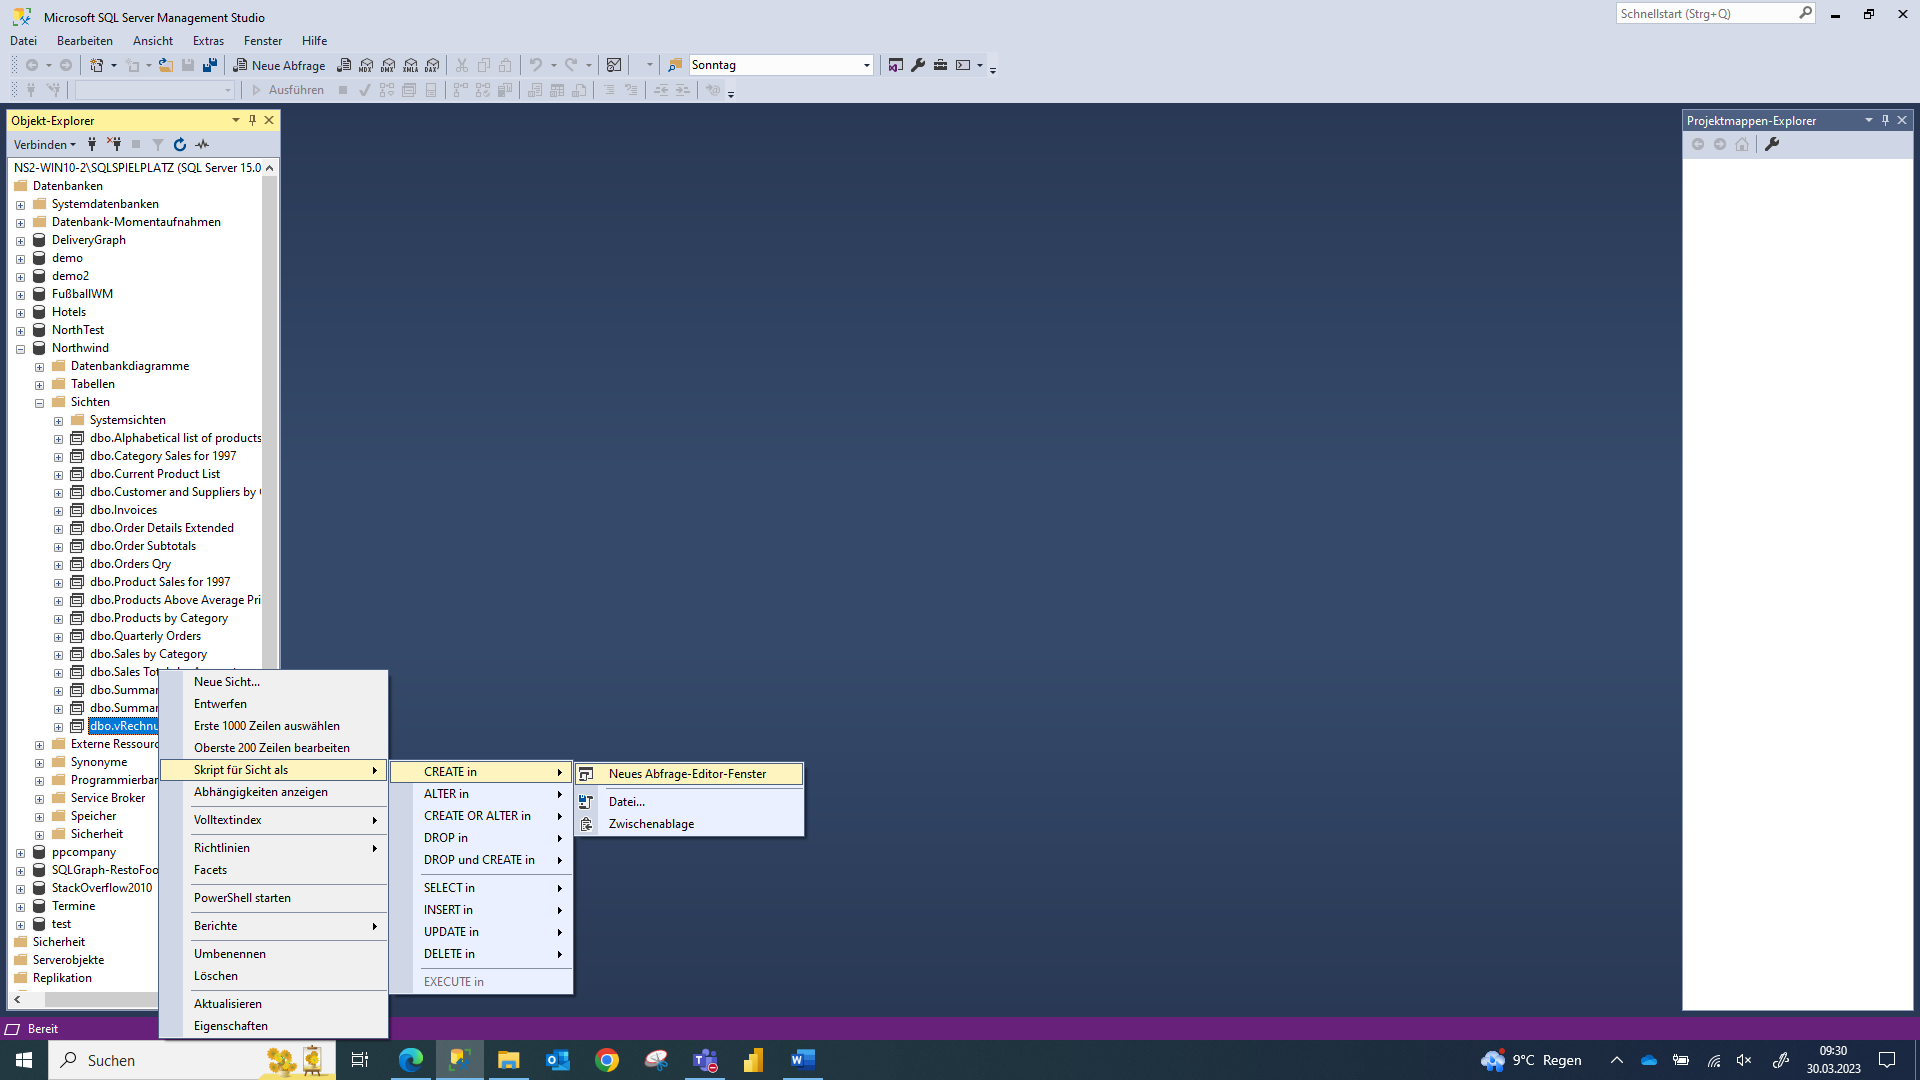 Microsoft SQL Server Management Studio
Schnellstart (Strg+Q)
Datei Bearbeiten Ansicht Extras Fenster Hilfe
Neue Abfrage MDX DMX XMLA DAX Sonntag
Ausführen
Objekt-Explorer
Verbinden
NS2-WIN10-2\SQLSPIELPLATZ (SQL Server 15.0
Datenbanken
Systemdatenbanken
Datenbank-Momentaufnahmen
DeliveryGraph
demo
demo2
FußballWM
Hotels
NorthTest
Northwind
Datenbankdiagramme
Tabellen
Sichten
Systemsichten
dbo.Alphabetical list of products
dbo.Category Sales for 1997
dbo.Current Product List
dbo.Customer and Suppliers by
dbo.Invoices
dbo.Order Details Extended
dbo.Order Subtotals
dbo.Orders Qry
dbo.Product Sales for 1997
dbo.Products Above Average Pri
dbo.Products by Category
dbo.Quarterly Orders
dbo.Sales by Category
dbo.Sales Tot
dbo.Summar
dbo.Summar
dbo.vRechnu
Externe Ressourc
Synonyme
Programmierbar
Service Broker
Speicher
Sicherheit
ppcompany
SQLGraph-RestoFoo
StackOverflow2010
Termine
test
Sicherheit
Serverobjekte
Replikation
Neue Sicht...
Entwerfen
Erste 1000 Zeilen auswählen
Oberste 200 Zeilen bearbeiten
Skript für Sicht als
Abhängigkeiten anzeigen
Volltextindex
Richtlinien
Facets
PowerShell starten
Berichte
Umbenennen
Löschen
Aktualisieren
Eigenschaften
CREATE in
ALTER in
CREATE OR ALTER in
DROP in
DROP und CREATE in
SELECT in
INSERT in
UPDATE in
DELETE in
EXECUTE in
Neues Abfrage-Editor-Fenster
Datei...
Zwischenablage
Projektmappen-Explorer
Bereit
Suchen
9°C Regen
09:30
30.03.2023